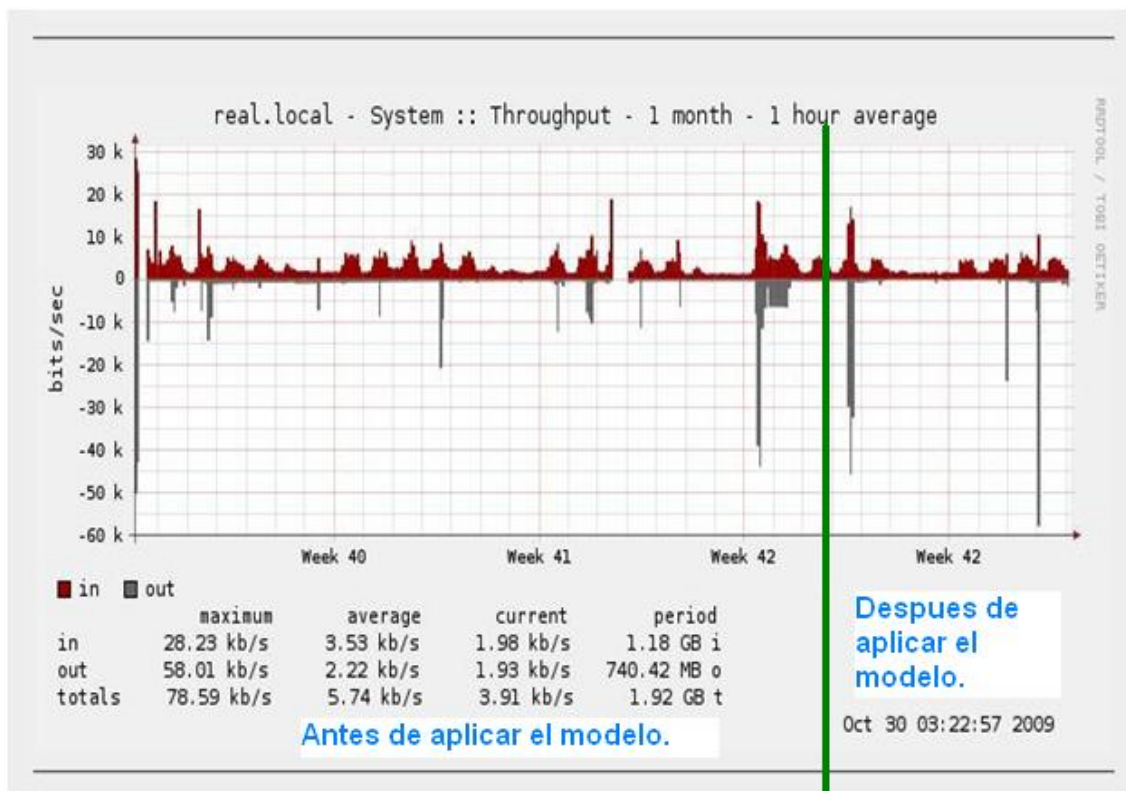 real.local - System :: Throughput - 1 month - 1 hour average
RRDTOOL / TOBI OETIKER
bits/sec
30 k
20 k
10 k
0
-10 k
-20 k
-30 k
-40 k
-50 k
-60 k
Week 40 Week 41 Week 42 Week 42
in out
maximum average current period
in 28.23 kb/s 3.53 kb/s 1.98 kb/s 1.18 GB i
out 58.01 kb/s 2.22 kb/s 1.93 kb/s 740.42 MB o
totals 78.59 kb/s 5.74 kb/s 3.91 kb/s 1.92 GB t
Antes de aplicar el modelo.
Despues de
aplicar el
modelo.
Oct 30 03:22:57 2009